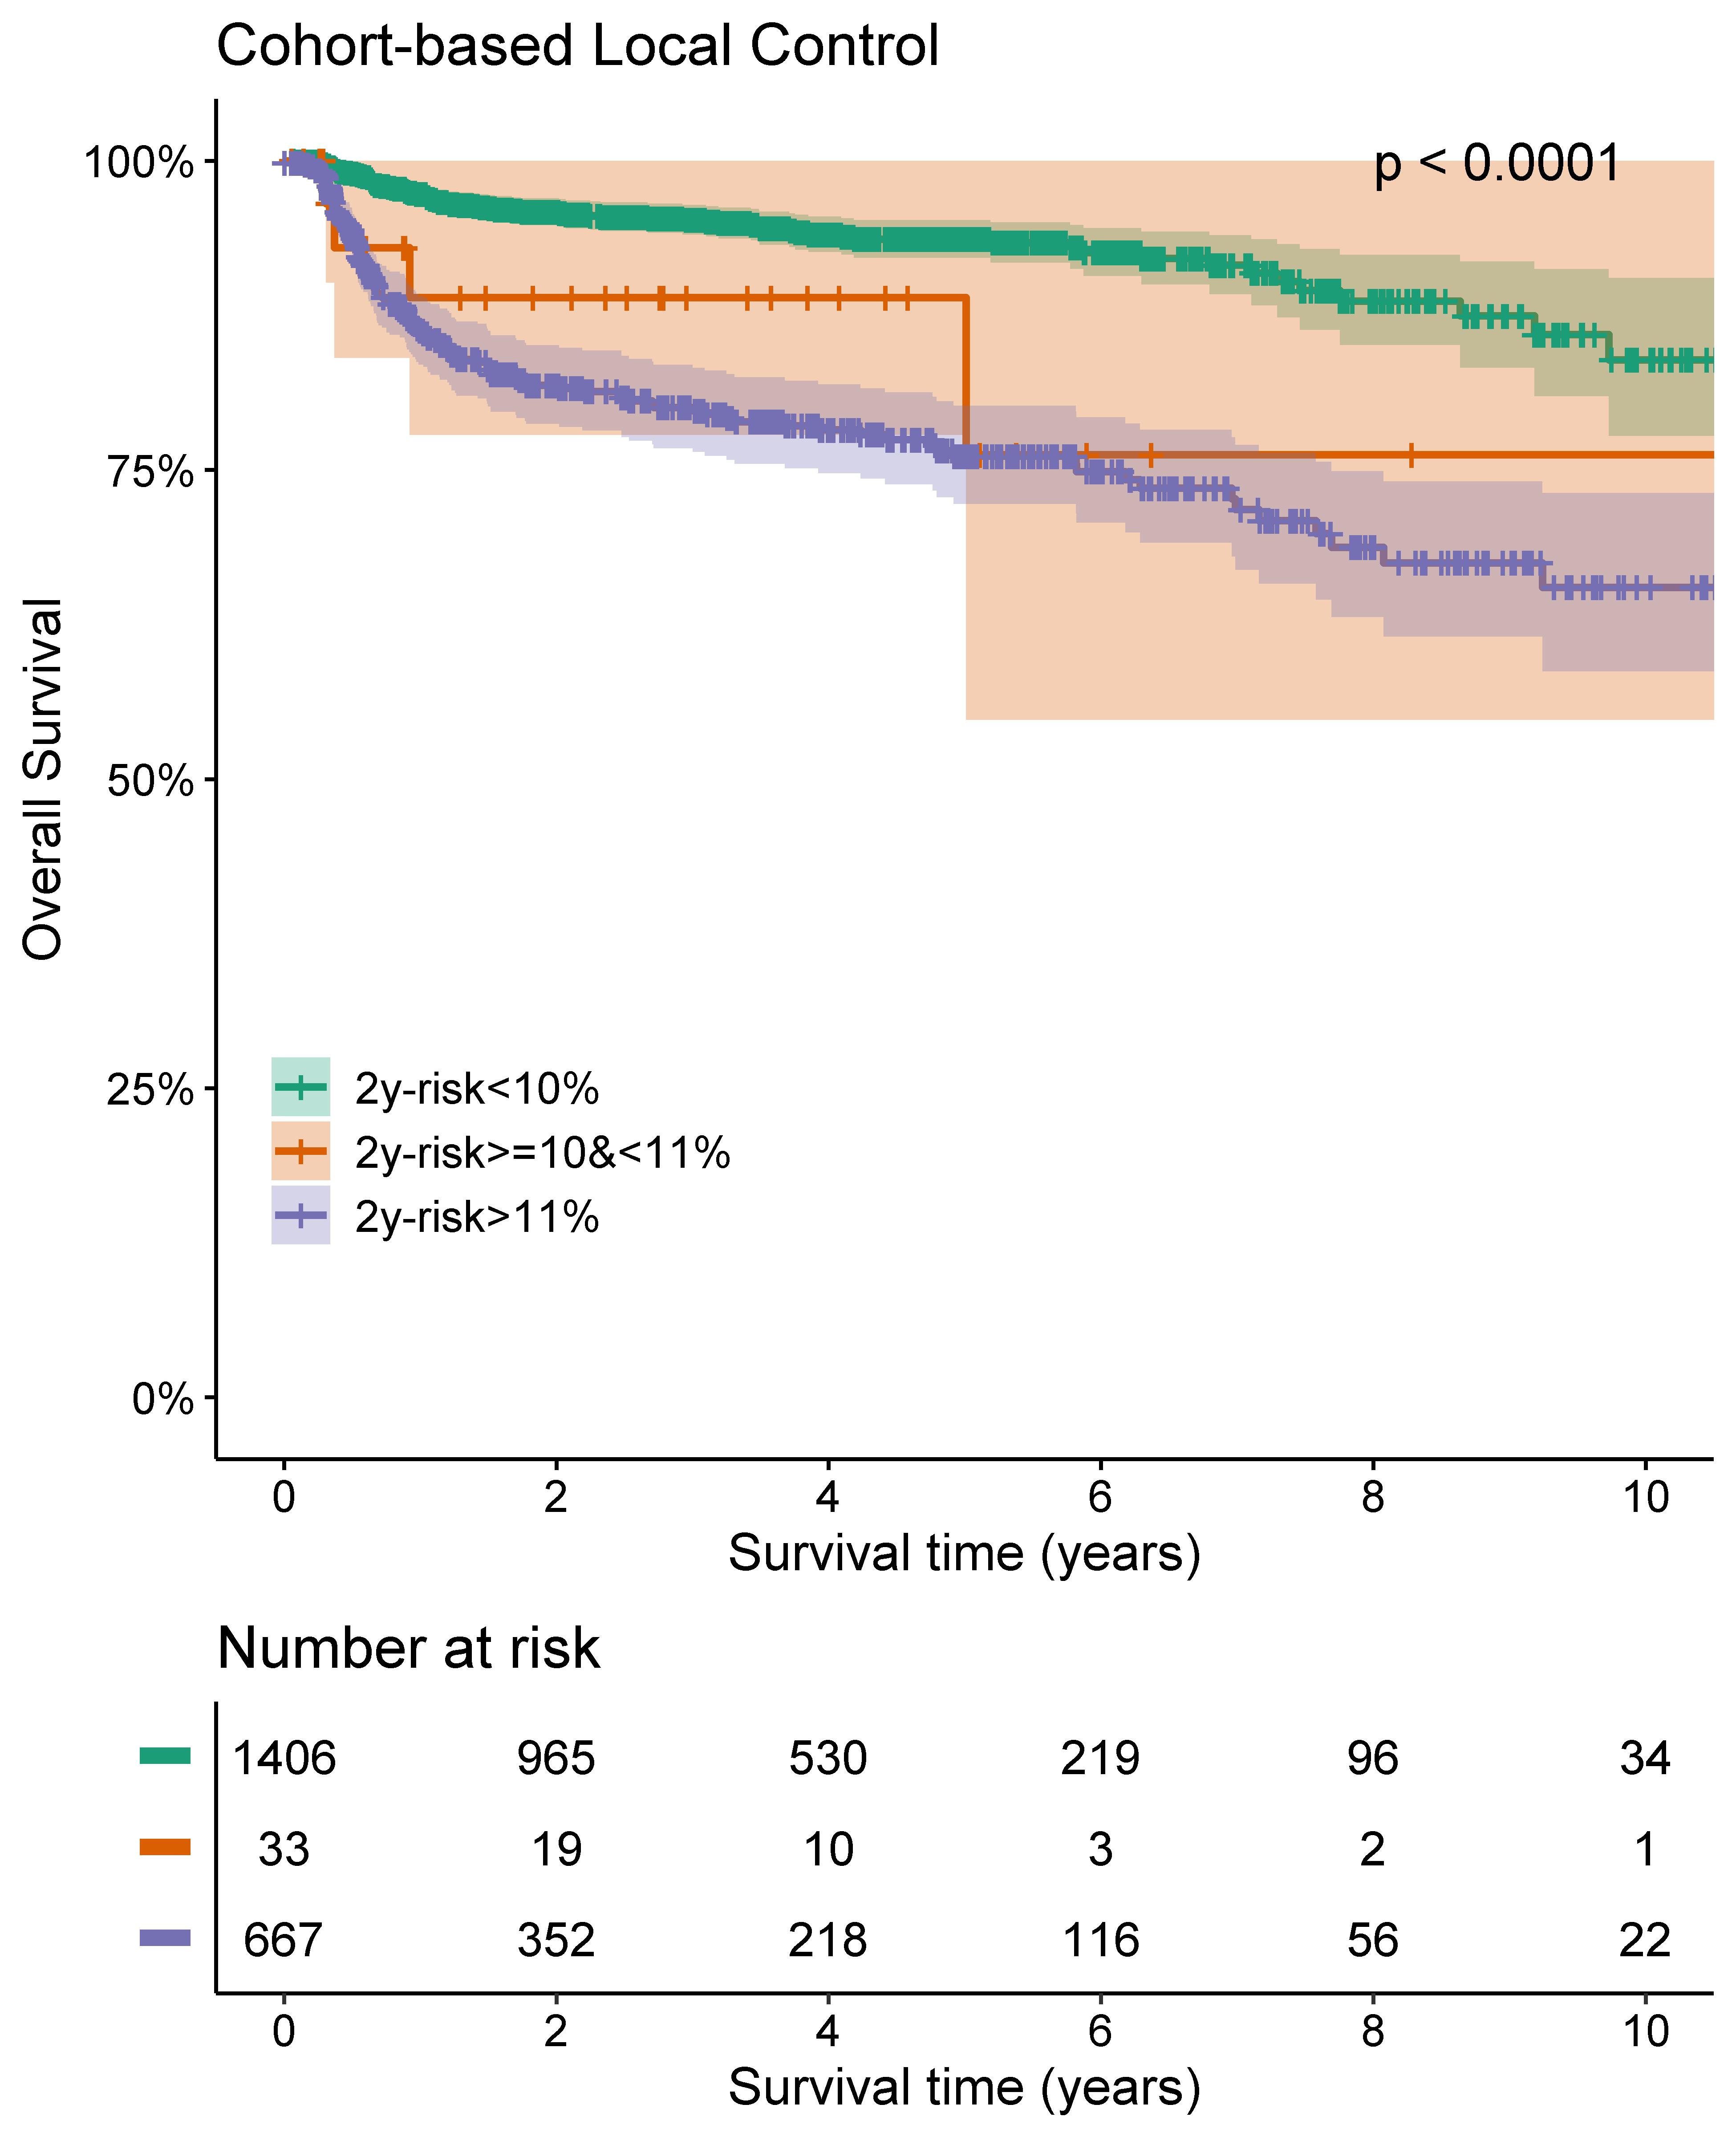 Cohort-based Local Control
p < 0.0001
Overall Survival
100%
75%
50%
25%
0%
2y-risk<10%
2y-risk>=10&<11%
2y-risk>11%
0 2 4 6 8 10
Survival time (years)
Number at risk
1406 965 530 219 96 34
33 19 10 3 2 1
667 352 218 116 56 22
0 2 4 6 8 10
Survival time (years)